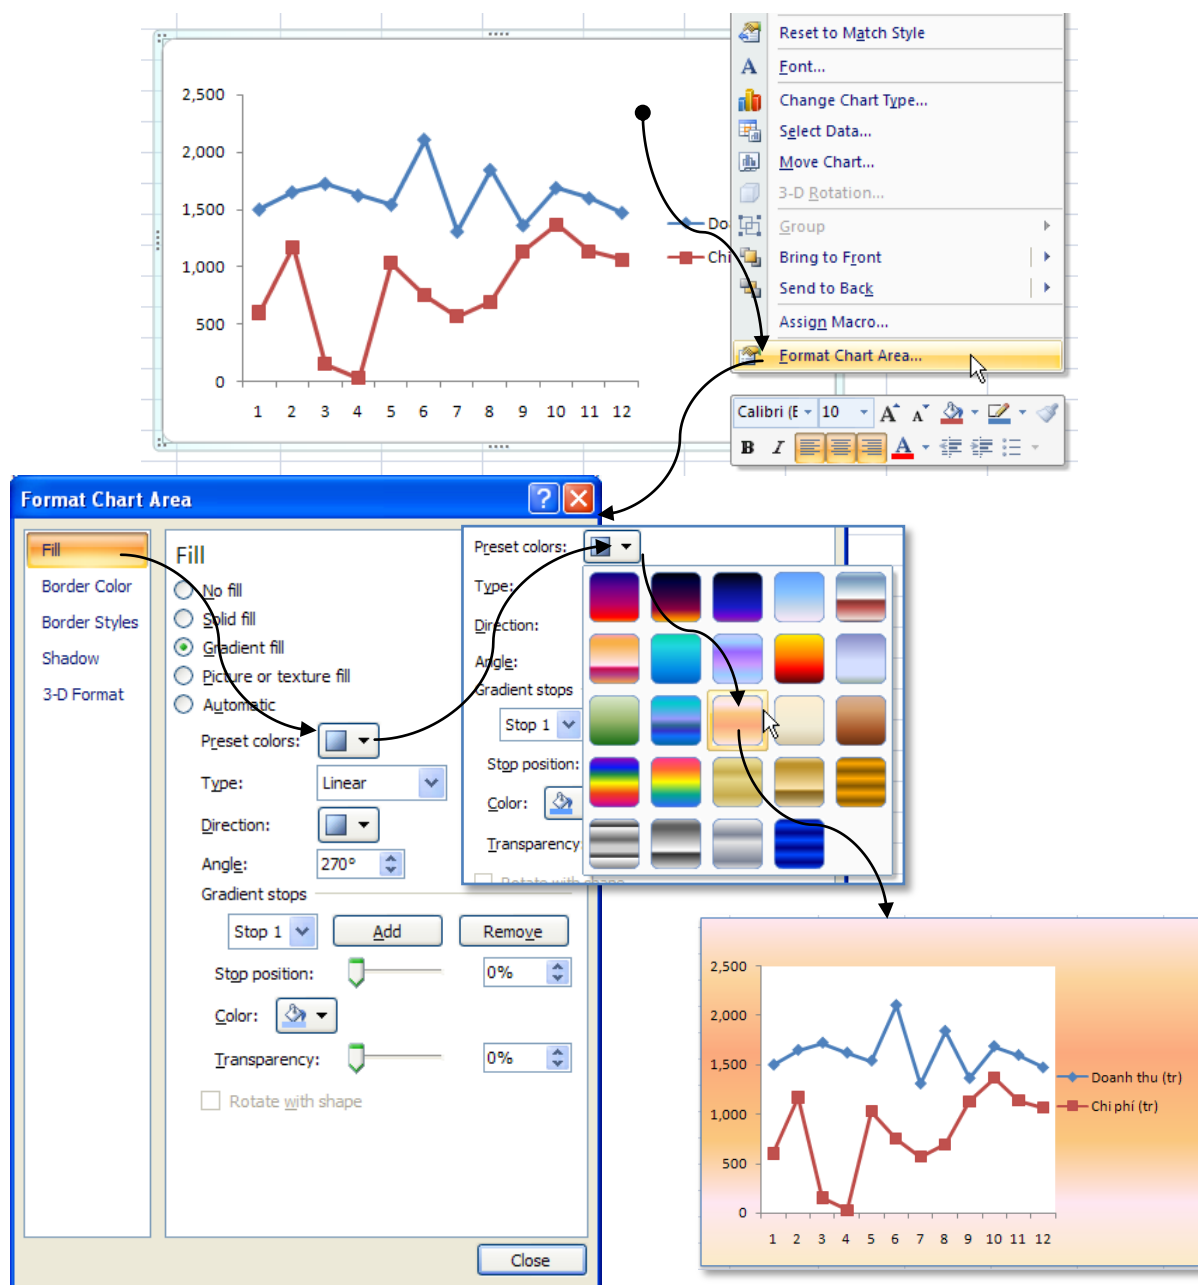 Reset to Match Style
Font...
Change Chart Type...
Select Data...
Move Chart...
3-D Rotation...
Group
Bring to Front
Send to Back
Assign Macro...
Format Chart Area...
2,500
2,000
1,500
1,000
500
0
1 2 3 4 5 6 7 8 9 10 11 12
Do
Chi
Calibri (E 10 A A
B I A
Format Chart Area
Fill
Border Color
Border Styles
Shadow
3-D Format
Fill
No fill
Solid fill
Gradient fill
Picture or texture fill
Automatic
Preset colors:
Type: Linear
Direction:
Angle: 270°
Gradient stops
Stop 1 Add Remove
Stop position: 0%
Color:
Transparency: 0%
Rotate with shape
Close
Preset colors:
Type:
Direction:
Angle:
Gradient stops
Stop 1
Stop position:
Color:
Transparency
Rotate with shape
2,500
2,000
1,500
1,000
500
0
1 2 3 4 5 6 7 8 9 10 11 12
Doanh thu (tr)
Chi phí (tr)